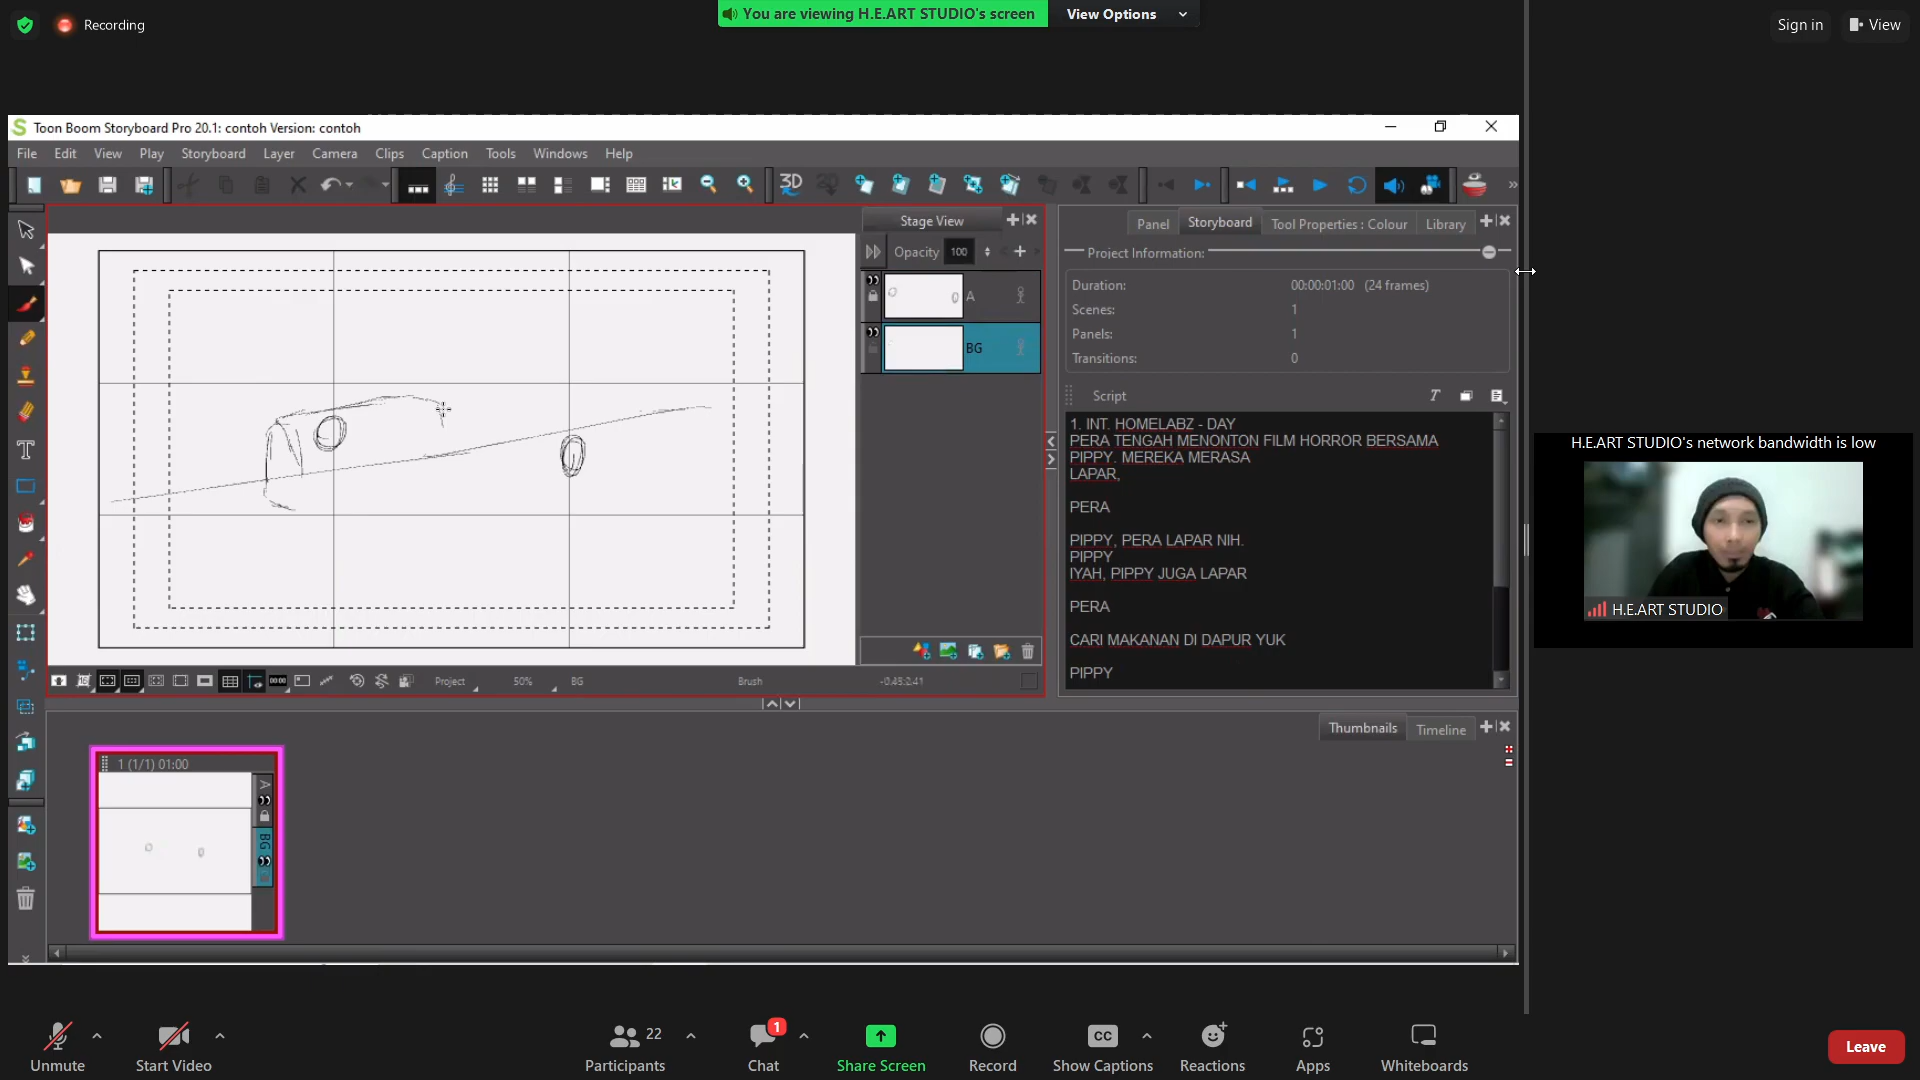 Recording
You are viewing H.E.ART STUDIO's screen
View Options
Sign in
View
Toon Boom Storyboard Pro 20.1: contoh Version: contoh
File Edit View Play Storyboard Layer Camera Clips Caption Tools Windows Help
3D
2D
Stage View
Opacity 100
A
BG
Panel Storyboard Tool Properties : Colour Library
Project Information:
Duration: 00:00:01:00 (24 frames)
Scenes: 1
Panels: 1
Transitions: 0
Script
1. INT. HOMELABZ - DAY
PERA TENGAH MENONTON FILM HORROR BERSAMA
PIPPY. MEREKA MERASA
LAPAR,
PERA
PIPPY, PERA LAPAR NIH.
PIPPY
IYAH, PIPPY JUGA LAPAR
PERA
CARI MAKANAN DI DAPUR YUK
PIPPY
H.E.ART STUDIO's network bandwidth is low
H.E.ART STUDIO
Project 50% BG Brush
Thumbnails Timeline
1 (1/1) 01:00
A
BG
Unmute
Start Video
Participants 22
Chat 1
Share Screen
Record
CC
Show Captions
Reactions
Apps
Whiteboards
Leave